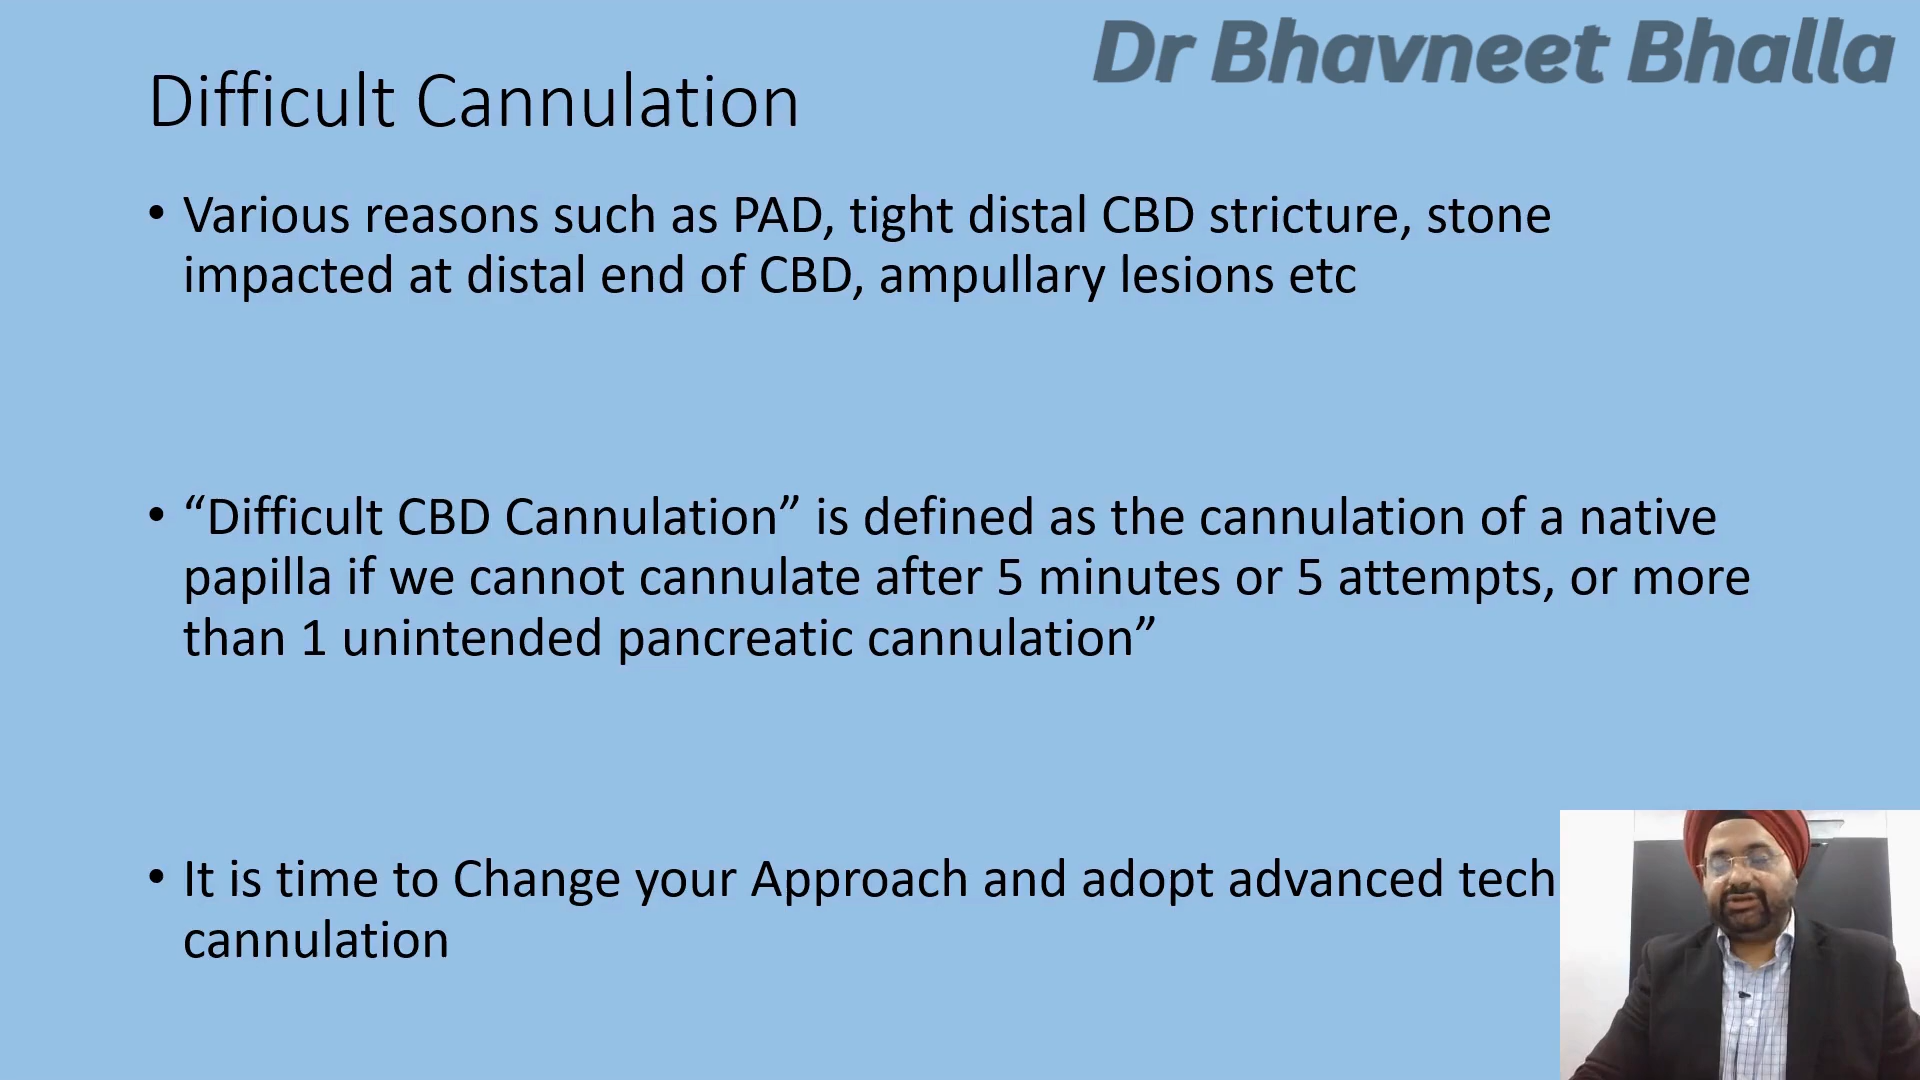 Dr Bhavneet Bhalla
Difficult Cannulation
• Various reasons such as PAD, tight distal CBD stricture, stone
impacted at distal end of CBD, ampullary lesions etc
• “Difficult CBD Cannulation” is defined as the cannulation of a native
papilla if we cannot cannulate after 5 minutes or 5 attempts, or more
than 1 unintended pancreatic cannulation”
• It is time to Change your Approach and adopt advanced tech
cannulation